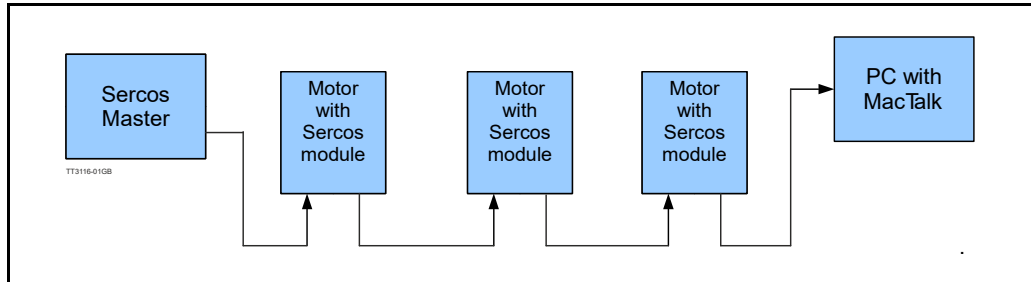 Sercos
Master
TT3116-01GB
Motor
with
Sercos
module
Motor
with
Sercos
module
Motor
with
Sercos
module
PC with
MacTalk
.